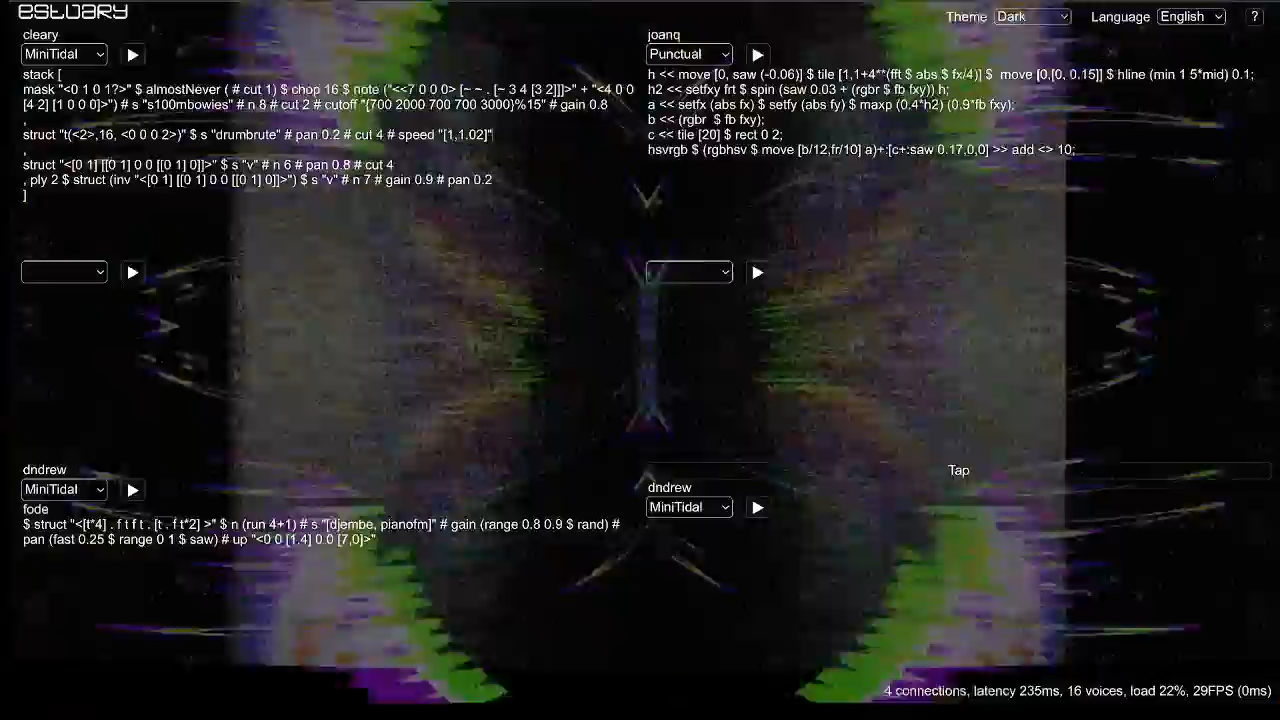 estuary
Theme Dark Language English ?
cleary
MiniTidal
stack [
mask "<0 1 0 1?>" $ almostNever ( # cut 1) $ chop 16 $ note ("<<7 0 0 0> [~ ~ . [~ 3 4 [3 2]]]>" + "<4 0 0
[4 2] [1 0 0 0]>") # s "s100mbowies" # n 8 # cut 2 # cutoff "{700 2000 700 700 3000}%15" # gain 0.8
,
struct "t(<2>,16, <0 0 0 2>)" $ s "drumbrute" # pan 0.2 # cut 4 # speed "[1,1.02]"
,
struct "<[0 1] [[0 1] 0 0 [[0 1] 0]]>" $ s "v" # n 6 # pan 0.8 # cut 4
, ply 2 $ struct (inv "<[0 1] [[0 1] 0 0 [[0 1] 0]]>") $ s "v" # n 7 # gain 0.9 # pan 0.2
]
joanq
Punctual
h << move [0, saw (-0.06)] $ tile [1,1+4**(fft $ abs $ fx/4)] $ move [0,[0, 0.15]] $ hline (min 1 5*mid) 0.1;
h2 << setfxy frt $ spin (saw 0.03 + (rgbr $ fb fxy)) h;
a << setfx (abs fx) $ setfy (abs fy) $ maxp (0.4*h2) (0.9*fb fxy);
b << (rgbr $ fb fxy);
c << tile [20] $ rect 0 2;
hsvrgb $ (rgbhsv $ move [b/12,fr/10] a)+:[c+:saw 0.17,0,0] >> add <> 10;
dndrew
MiniTidal
fode
$ struct "<[t*4] . f t f t . [t . f t*2] >" $ n (run 4+1) # s "[djembe, pianofm]" # gain (range 0.8 0.9 $ rand) #
pan (fast 0.25 $ range 0 1 $ saw) # up "<0 0 [1,4] 0 0 [7,0]>"
Tap
dndrew
MiniTidal
4 connections, latency 235ms, 16 voices, load 22%, 29FPS (0ms)